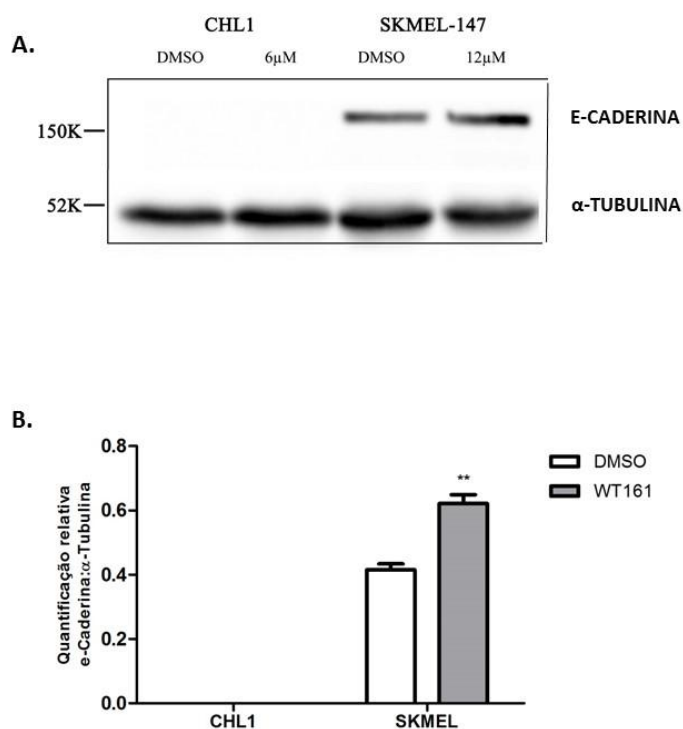 A.
CHL1 SKMEL-147
DMSO 6µM DMSO 12µM
150K
E-CADERINA
52K
α-TUBULINA
B.
Quantificação relativa
e-Caderina:α-Tubulina
0.8
0.6
0.4
0.2
0.0
**
CHL1 SKMEL
DMSO
WT161